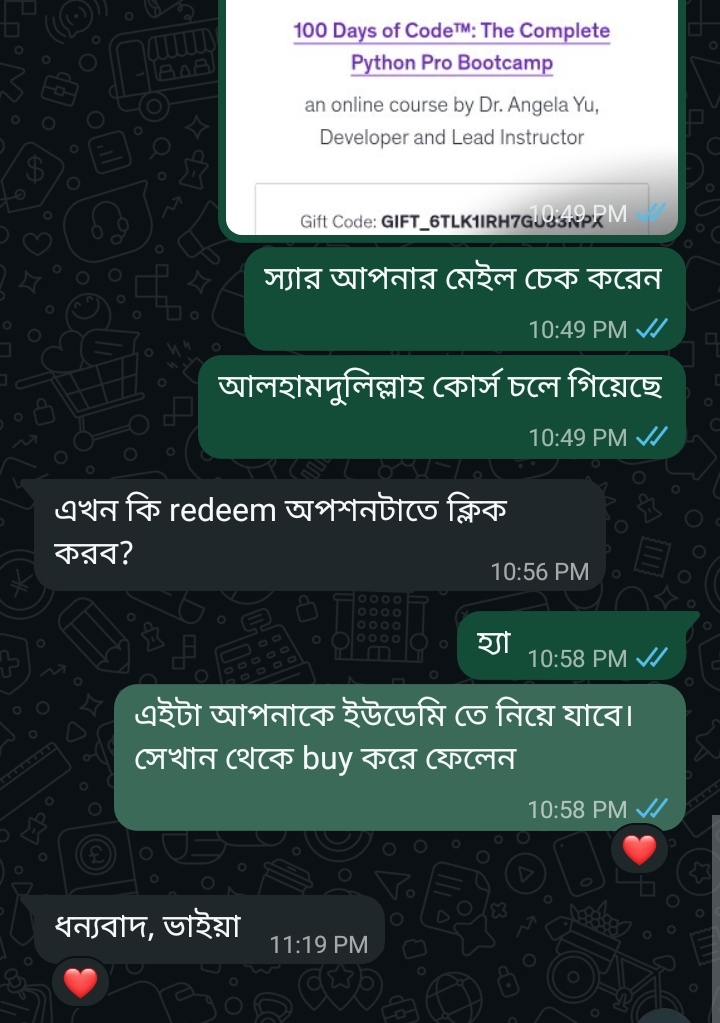 100 Days of Code™: The Complete
Python Pro Bootcamp
an online course by Dr. Angela Yu,
Developer and Lead Instructor
Gift Code:
10:49 PM
স্যার আপনার মেইল চেক করেন
10:49 PM
আলহামদুলিল্লাহ কোর্স চলে গিয়েছে
10:49 PM
এখন কি redeem অপশনটাতে ক্লিক
করব?
10:56 PM
হ্যা
10:58 PM
এইটা আপনাকে ইউডেমি তে নিয়ে যাবে।
সেখান থেকে buy করে ফেলেন
10:58 PM
ধন্যবাদ, ভাইয়া
11:19 PM